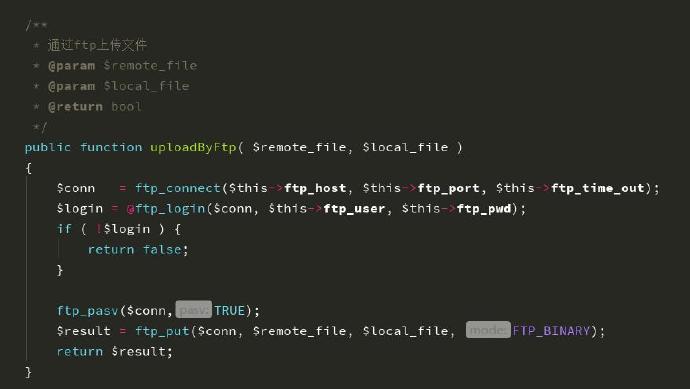 /**
 * 通过ftp上传文件
 * @param $remote_file
 * @param $local_file
 * @return bool
 */
public function uploadByFtp( $remote_file, $local_file )
{
    $conn   = ftp_connect($this->ftp_host, $this->ftp_port, $this->ftp_time_out);
    $login = @ftp_login($conn, $this->ftp_user, $this->ftp_pwd);
    if ( !$login ) {
        return false;
    }

    ftp_pasv($conn, pasv: TRUE);
    $result = ftp_put($conn, $remote_file, $local_file, mode: FTP_BINARY);
    return $result;
}